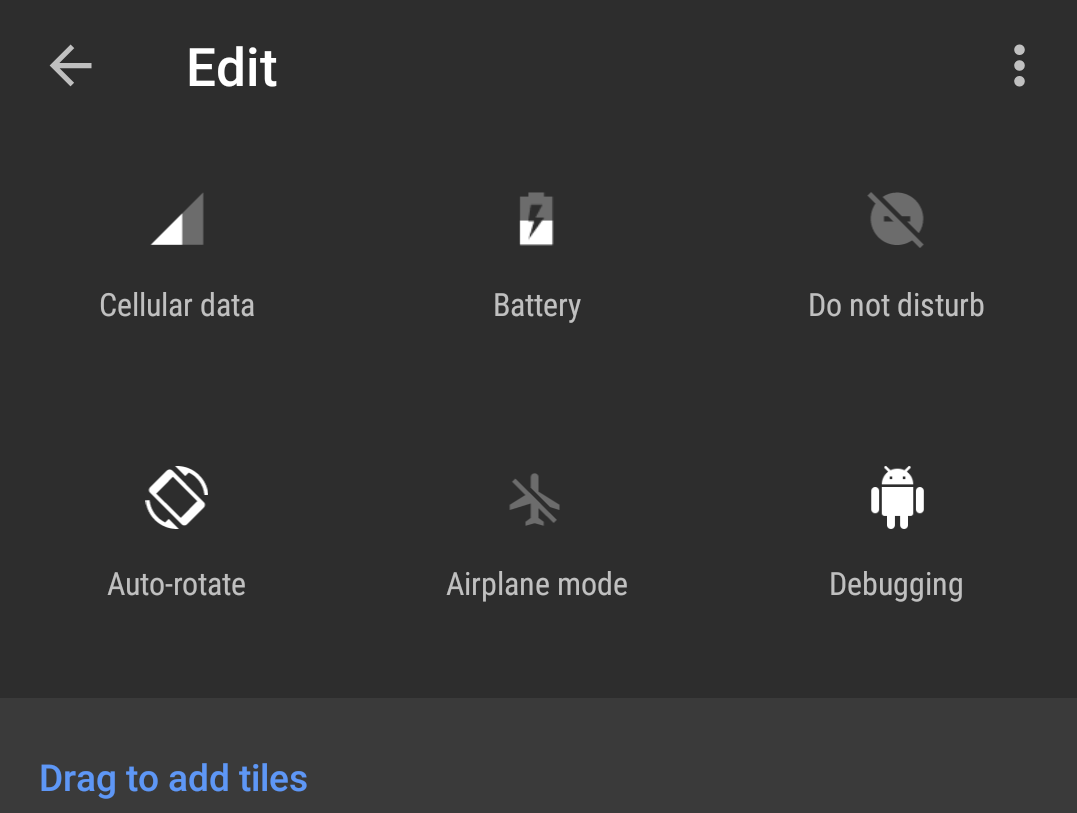 Edit
Cellular data
Battery
Do not disturb
Auto-rotate
Airplane mode
Debugging
Drag to add tiles